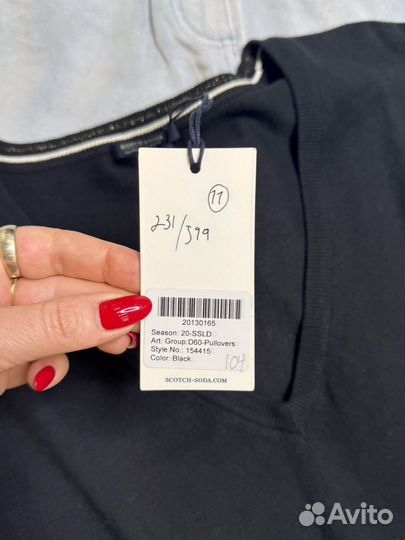 11
231/599
20130165
Season: 20-SSLD
Art. Group:D60-Pullovers
Style No.: 154415
Color: Black
104
SCOTCH-SODA.COM
Avito